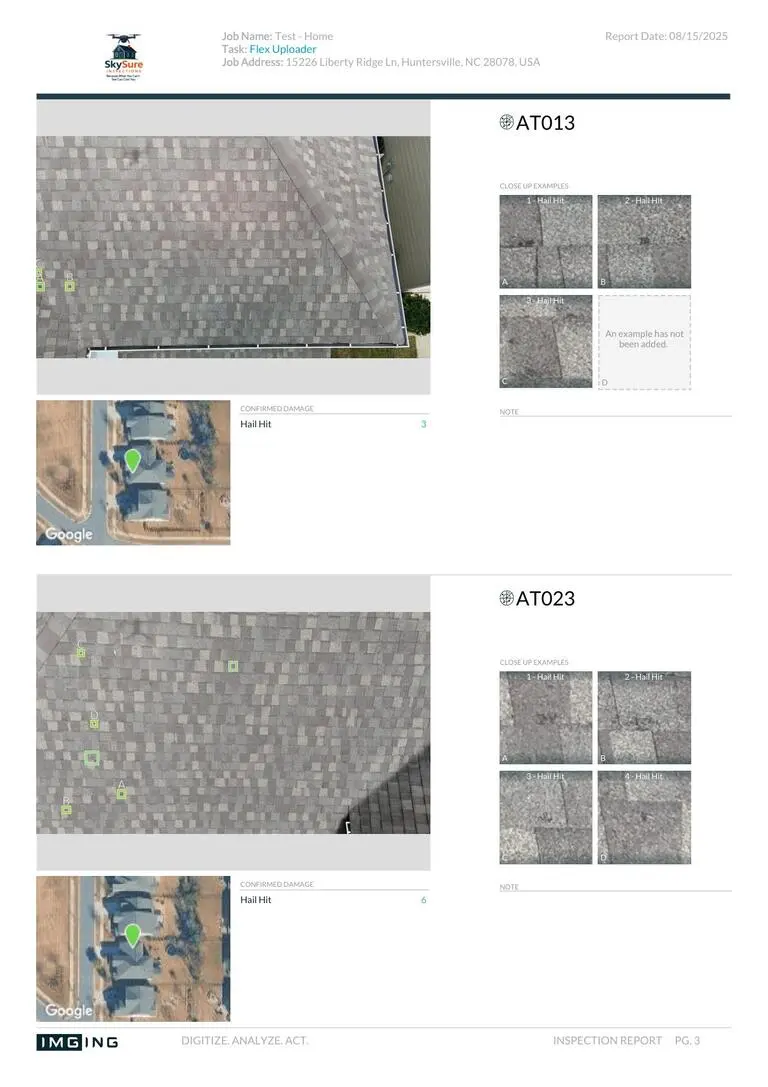 SkySure
INSPECTIONS
Job Name: Test - Home
Task: Flex Uploader
Job Address: 15226 Liberty Ridge Ln, Huntersville, NC 28078, USA
Report Date: 08/15/2025
AT013
CLOSE UP EXAMPLES
1 - Hail Hit
A
2 - Hail Hit
B
3 - Hail Hit
C
An example has not
been added.
D
NOTE
A B
Google
CONFIRMED DAMAGE
Hail Hit 3
AT023
CLOSE UP EXAMPLES
1 - Hail Hit
A
2 - Hail Hit
B
3 - Hail Hit
C
4 - Hail Hit
D
NOTE
C
D
A
B
Google
CONFIRMED DAMAGE
Hail Hit 6
IMGING
DIGITIZE. ANALYZE. ACT.
INSPECTION REPORT PG. 3